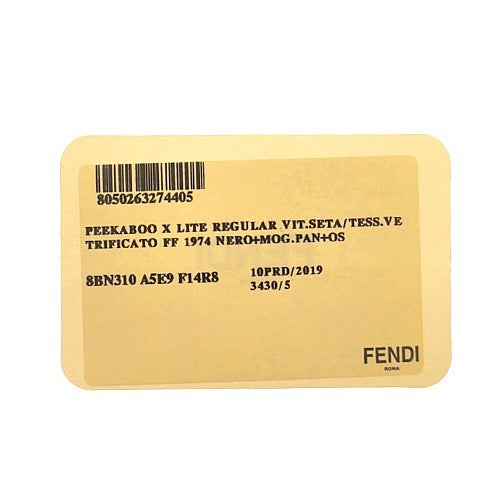 8050263274405
PEEKABOO X LITE REGULAR VIT.SETA/TESS.VE
TRIFICATO FF 1974 NERO+MOG.PAN+OS
8BN310 A5E9 F14R8
10PRD/2019
3430/5
FENDI
ROMA